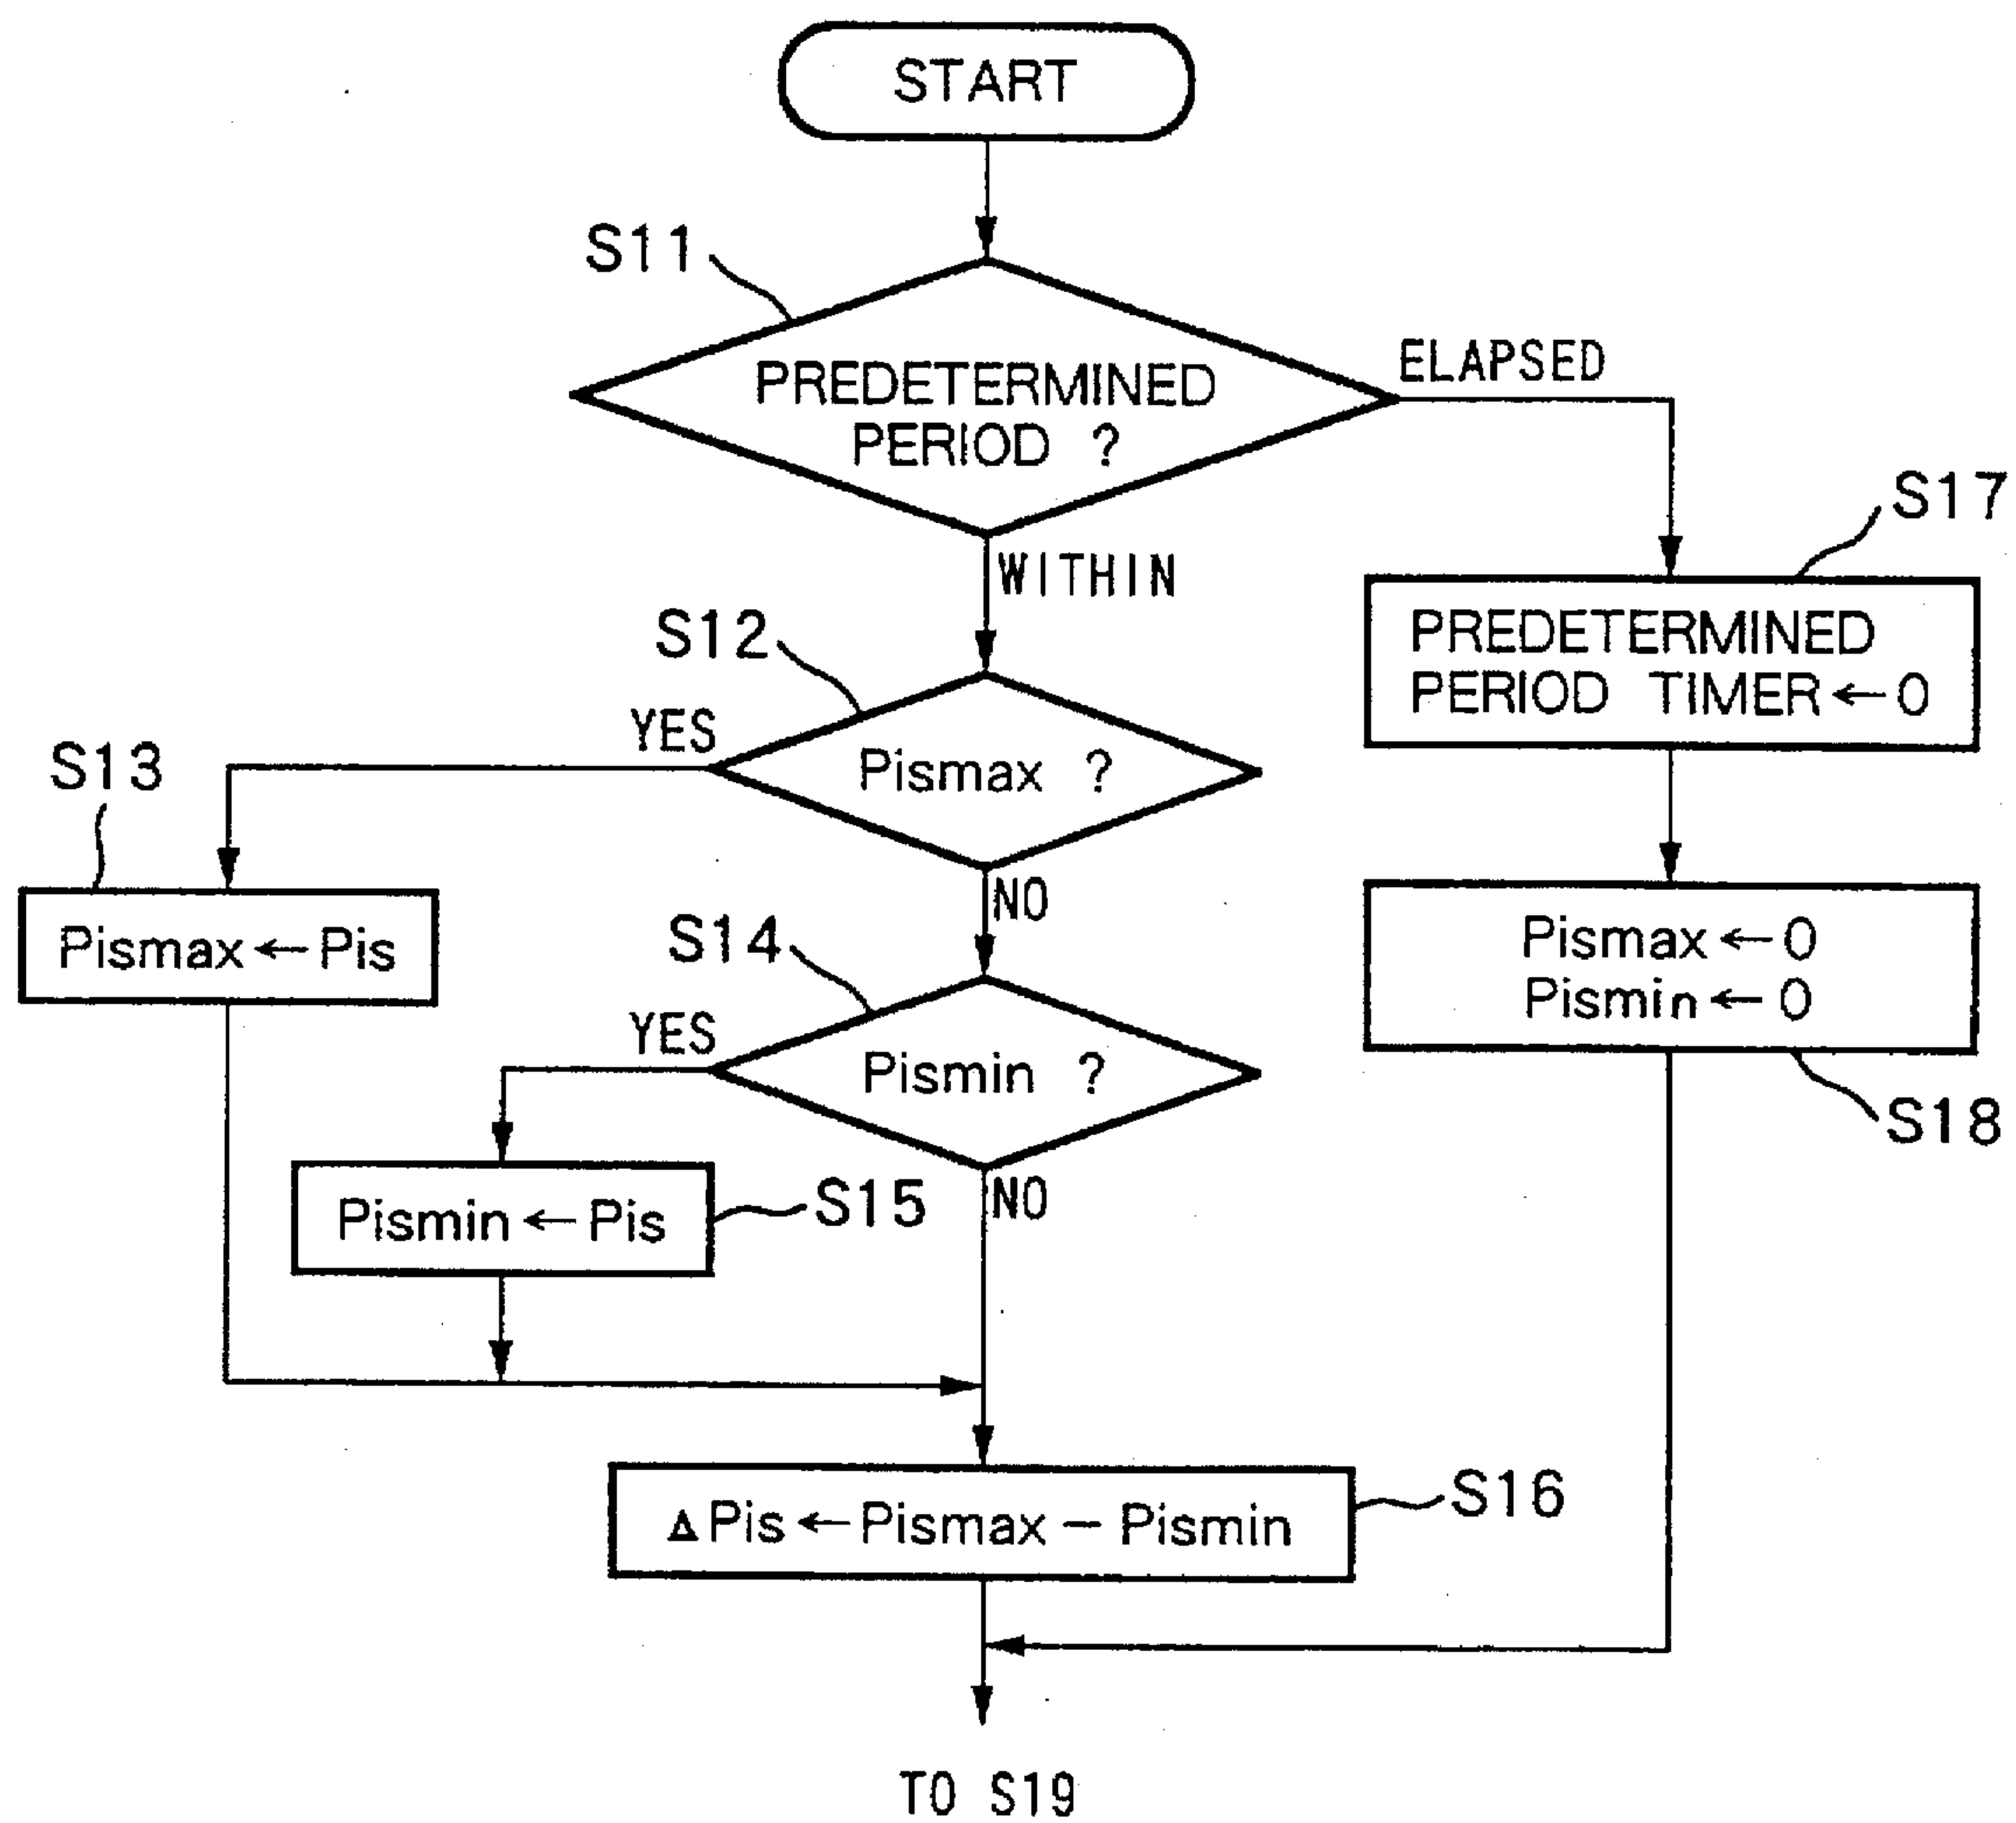 START
S11
PREDETERMINED
PERIOD ?
ELAPSED
WITHIN
S17
PREDETERMINED
PERIOD TIMER ← 0
S12
YES
Pismax ?
NO
S13
Pismax ← Pis
Pismax ← 0
Pismin ← 0
S18
S14
YES
Pismin ?
NO
Pismin ← Pis
S15
Δ Pis ← Pismax − Pismin
S16
TO S19